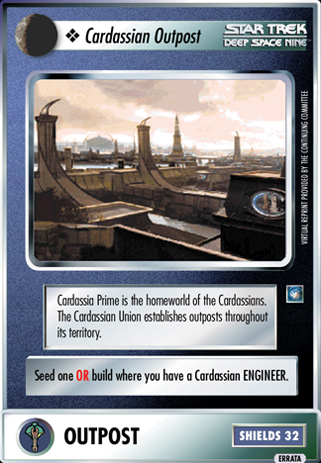 ❖ Cardassian Outpost
STAR TREK
DEEP SPACE NINE
VIRTUAL REPRINT PROVIDED BY THE CONTINUING COMMITTEE
Cardassia Prime is the homeworld of the Cardassians.
The Cardassian Union establishes outposts throughout
its territory.
Seed one OR build where you have a Cardassian ENGINEER.
OUTPOST
SHIELDS 32
ERRATA